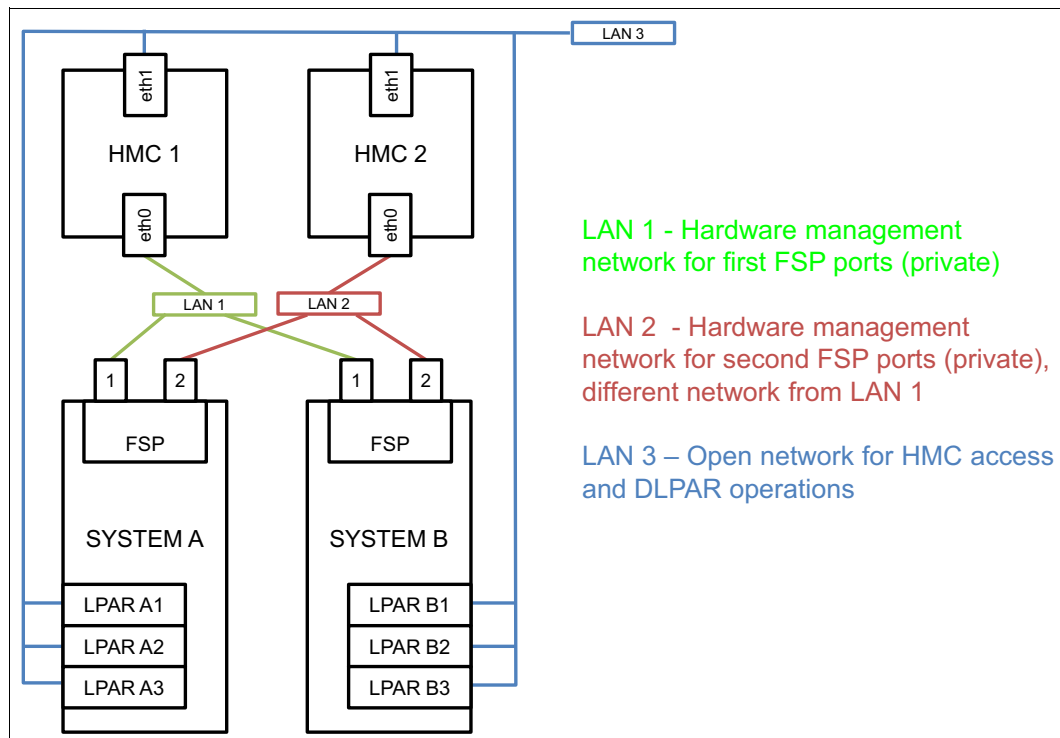 LAN 3
eth1
eth1
HMC 1
HMC 2
eth0
eth0
LAN 1
LAN 2
1
2
1
2
FSP
FSP
SYSTEM A
SYSTEM B
LPAR A1
LPAR A2
LPAR A3
LPAR B1
LPAR B2
LPAR B3
LAN 1 - Hardware management
network for first FSP ports (private)
LAN 2 - Hardware management
network for second FSP ports (private),
different network from LAN 1
LAN 3 – Open network for HMC access
and DLPAR operations